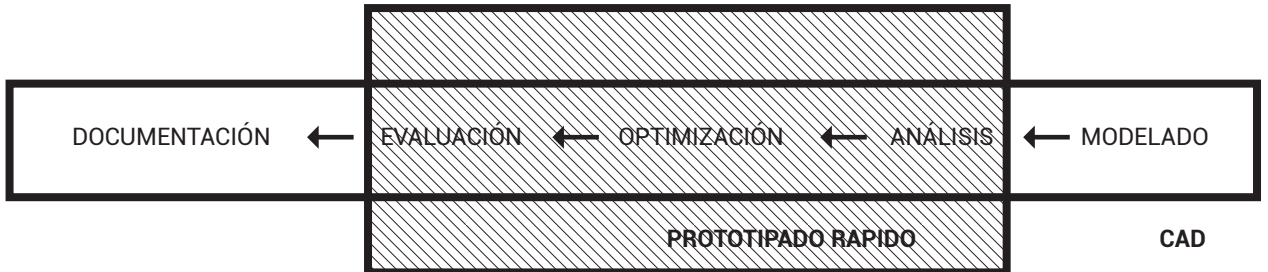 DOCUMENTACIÓN ← EVALUACIÓN ← OPTIMIZACIÓN ← ANÁLISIS ← MODELADO
PROTOTIPADO RAPIDO CAD